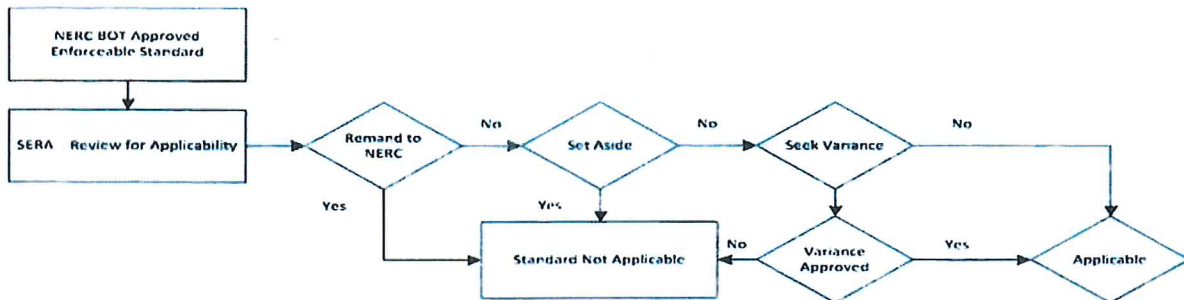 NERC BOT Approved
Enforceable Standard
SERA Review for Applicability
Remand to
NERC
No
Set Aside
No
Seek Variance
No
Yes
Yes
Standard Not Applicable
No
Variance
Approved
Yes
Applicable